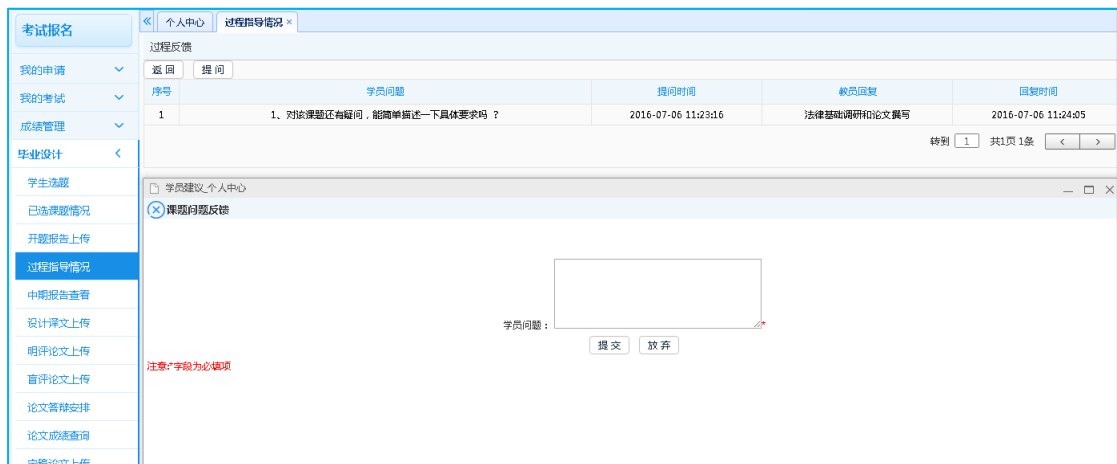 考试报名
我的申请
我的考试
成绩管理
毕业设计
学生选题
已选课题情况
开题报告上传
过程指导情况
中期报告查看
设计译文上传
明评论文上传
盲评论文上传
论文答辩安排
论文成绩查询
定稿论文上传
« 个人中心 过程指导情况 ×
过程反馈
返回 提问
序号 学员问题 提问时间 教员回复 回复时间
1 1、对该课题还有疑问，能简单描述一下具体要求吗 ？ 2016-07-06 11:23:16 法律基础调研和论文撰写 2016-07-06 11:24:05
转到 1 共1页 1条 < >
学员建议_个人中心
课题问题反馈
学员问题： *
提交 放弃
注意:*字段为必填项